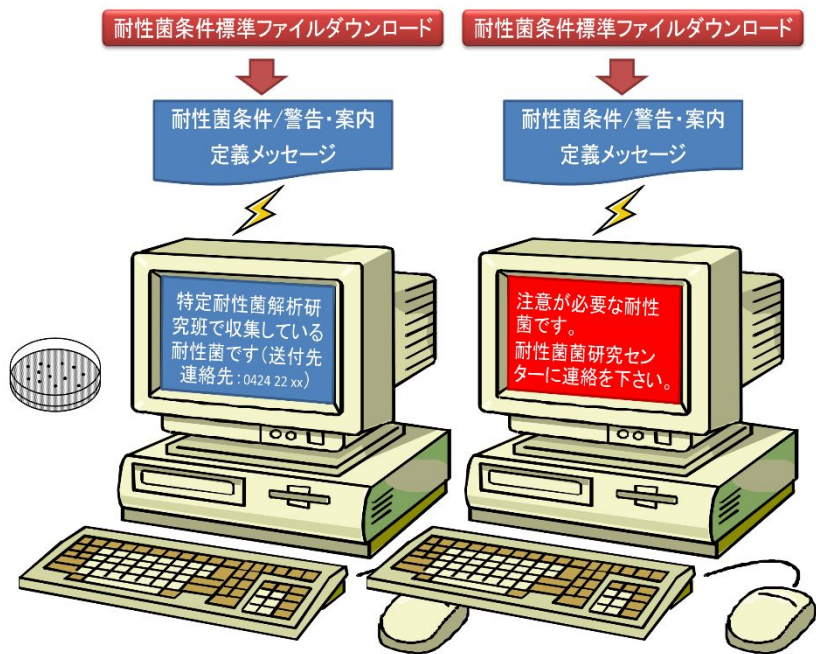 耐性菌条件標準ファイルダウンロード
耐性菌条件/警告・案内
定義メッセージ
特定耐性菌解析研
究班で収集している
耐性菌です(送付先
連絡先:0424 22 xx)
耐性菌条件標準ファイルダウンロード
耐性菌条件/警告・案内
定義メッセージ
注意が必要な耐性
菌です。
耐性菌菌研究セン
ターに連絡を下さい。